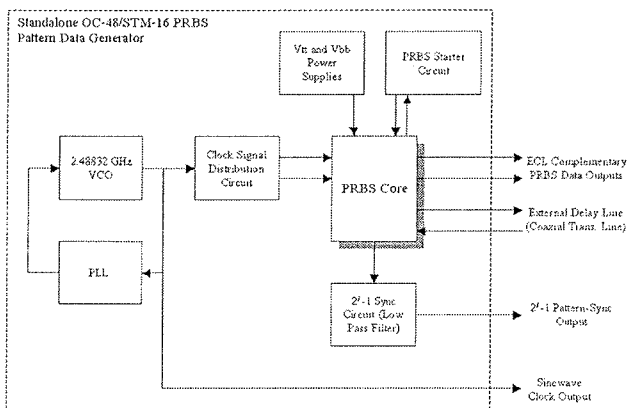 Standalone OC-48/STM-16 PRBS
Pattern Data Generator
Vtt and Vbb
Power
Supplies
PRBS Starter
Circuit
2.48832 GHz
VCO
Clock Signal
Distribution
Circuit
PRBS Core
ECL Complementary
PRBS Data Outputs
External Delay Line
(Coaxial Trans. Line)
PLL
2⁷-1 Sync
Circuit (Low
Pass Filter)
2⁷-1 Pattern-Sync
Output
Sinewave
Clock Output